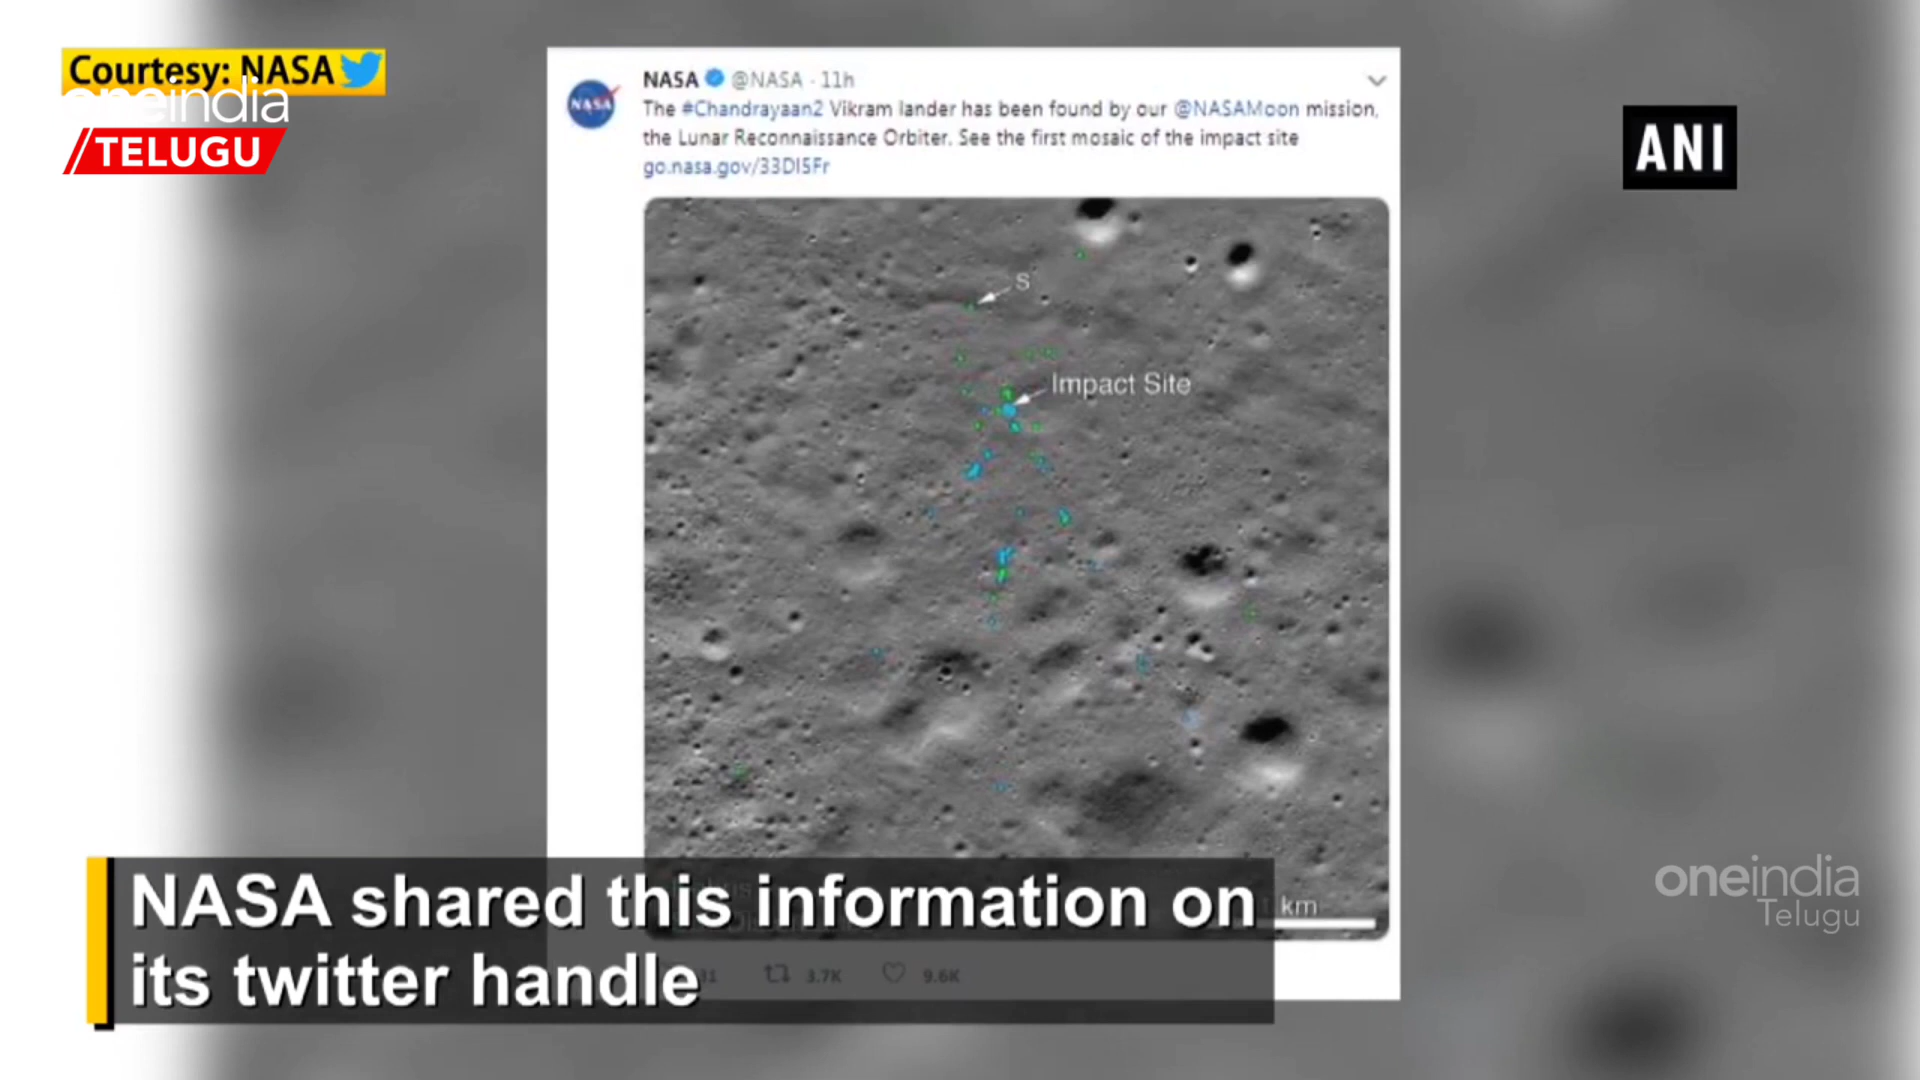 Courtesy: NASA
oneindia
TELUGU
NASA
NASA @NASA · 11h
The #Chandrayaan2 Vikram lander has been found by our @NASAMoon mission,
the Lunar Reconnaissance Orbiter. See the first mosaic of the impact site
go.nasa.gov/33DI5Fr
ANI
S
Impact Site
1 km
NASA shared this information on
its twitter handle
3.7K
9.6K
oneindia
Telugu